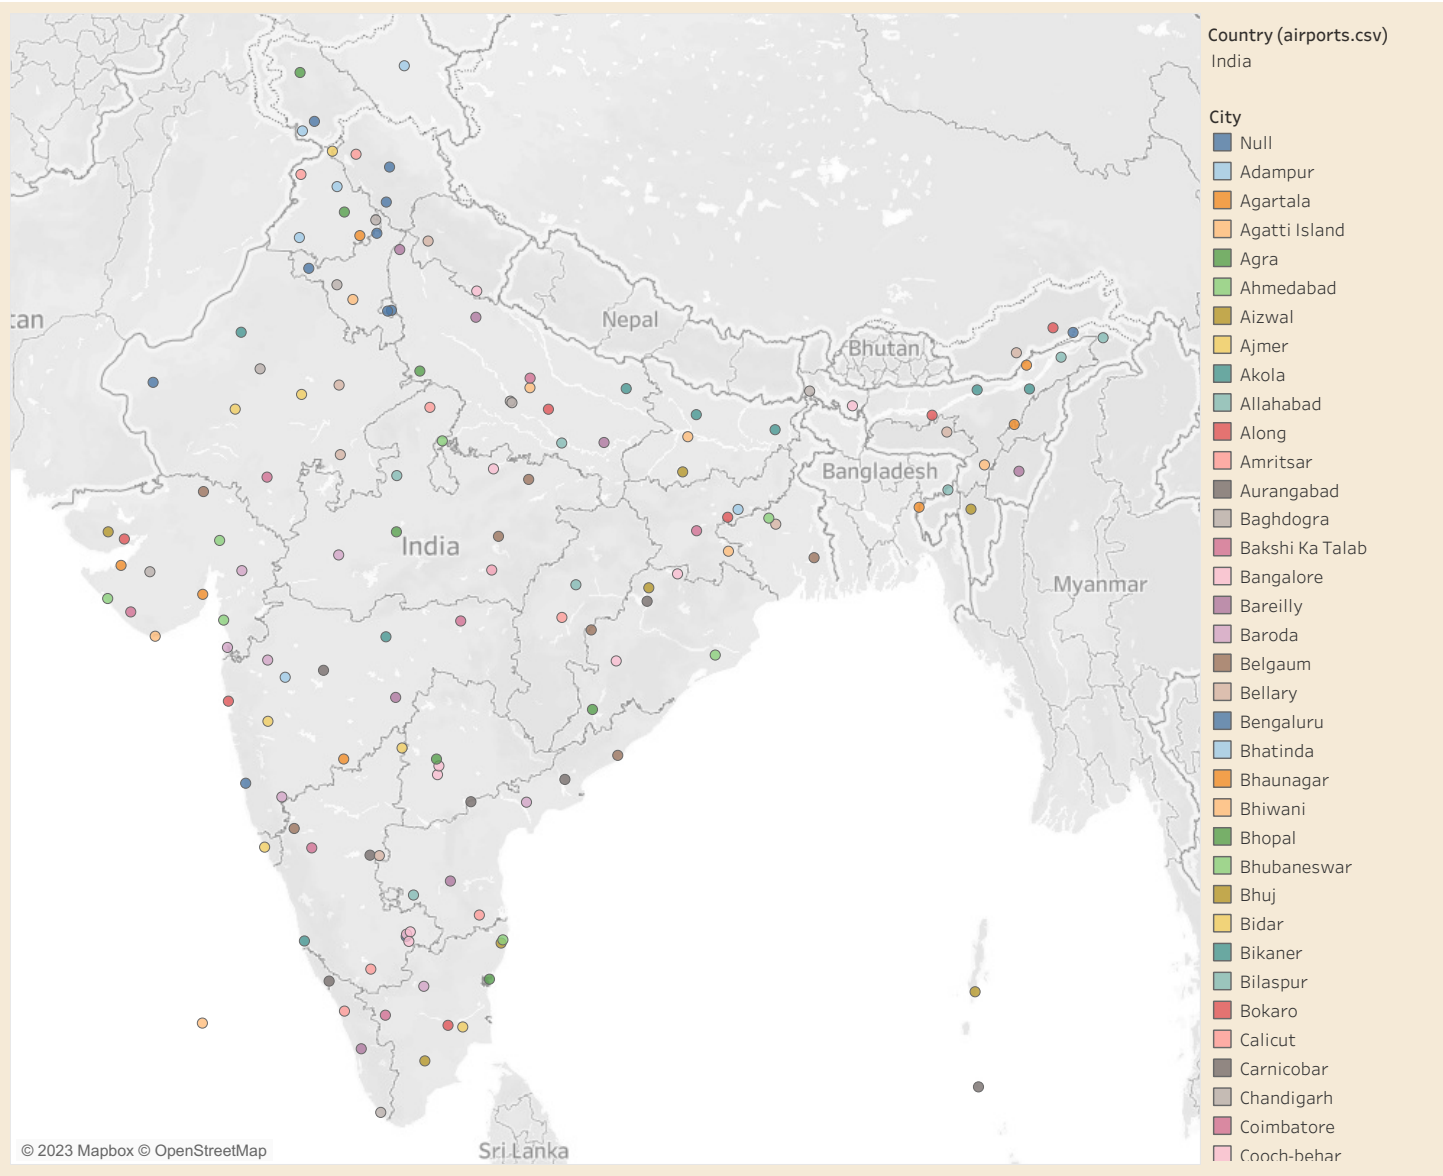 Country (airports.csv)
India
City
Null
Adampur
Agartala
Agatti Island
Agra
Ahmedabad
Aizwal
Ajmer
Akola
Allahabad
Along
Amritsar
Aurangabad
Baghdogra
Bakshi Ka Talab
Bangalore
Bareilly
Baroda
Belgaum
Bellary
Bengaluru
Bhatinda
Bhaunagar
Bhiwani
Bhopal
Bhubaneswar
Bhuj
Bidar
Bikaner
Bilaspur
Bokaro
Calicut
Carnicobar
Chandigarh
Coimbatore
Cooch-behar
tan
Nepal
Bhutan
Bangladesh
India
Myanmar
Sri Lanka
© 2023 Mapbox © OpenStreetMap